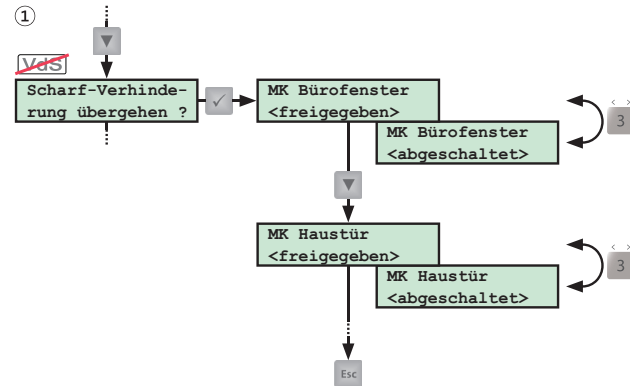 ①
VdS
Scharf-Verhinde-
rung übergehen ?
MK Bürofenster
<freigegeben>
MK Bürofenster
<abgeschaltet>
< >
3
MK Haustür
<freigegeben>
MK Haustür
<abgeschaltet>
< >
3
Esc